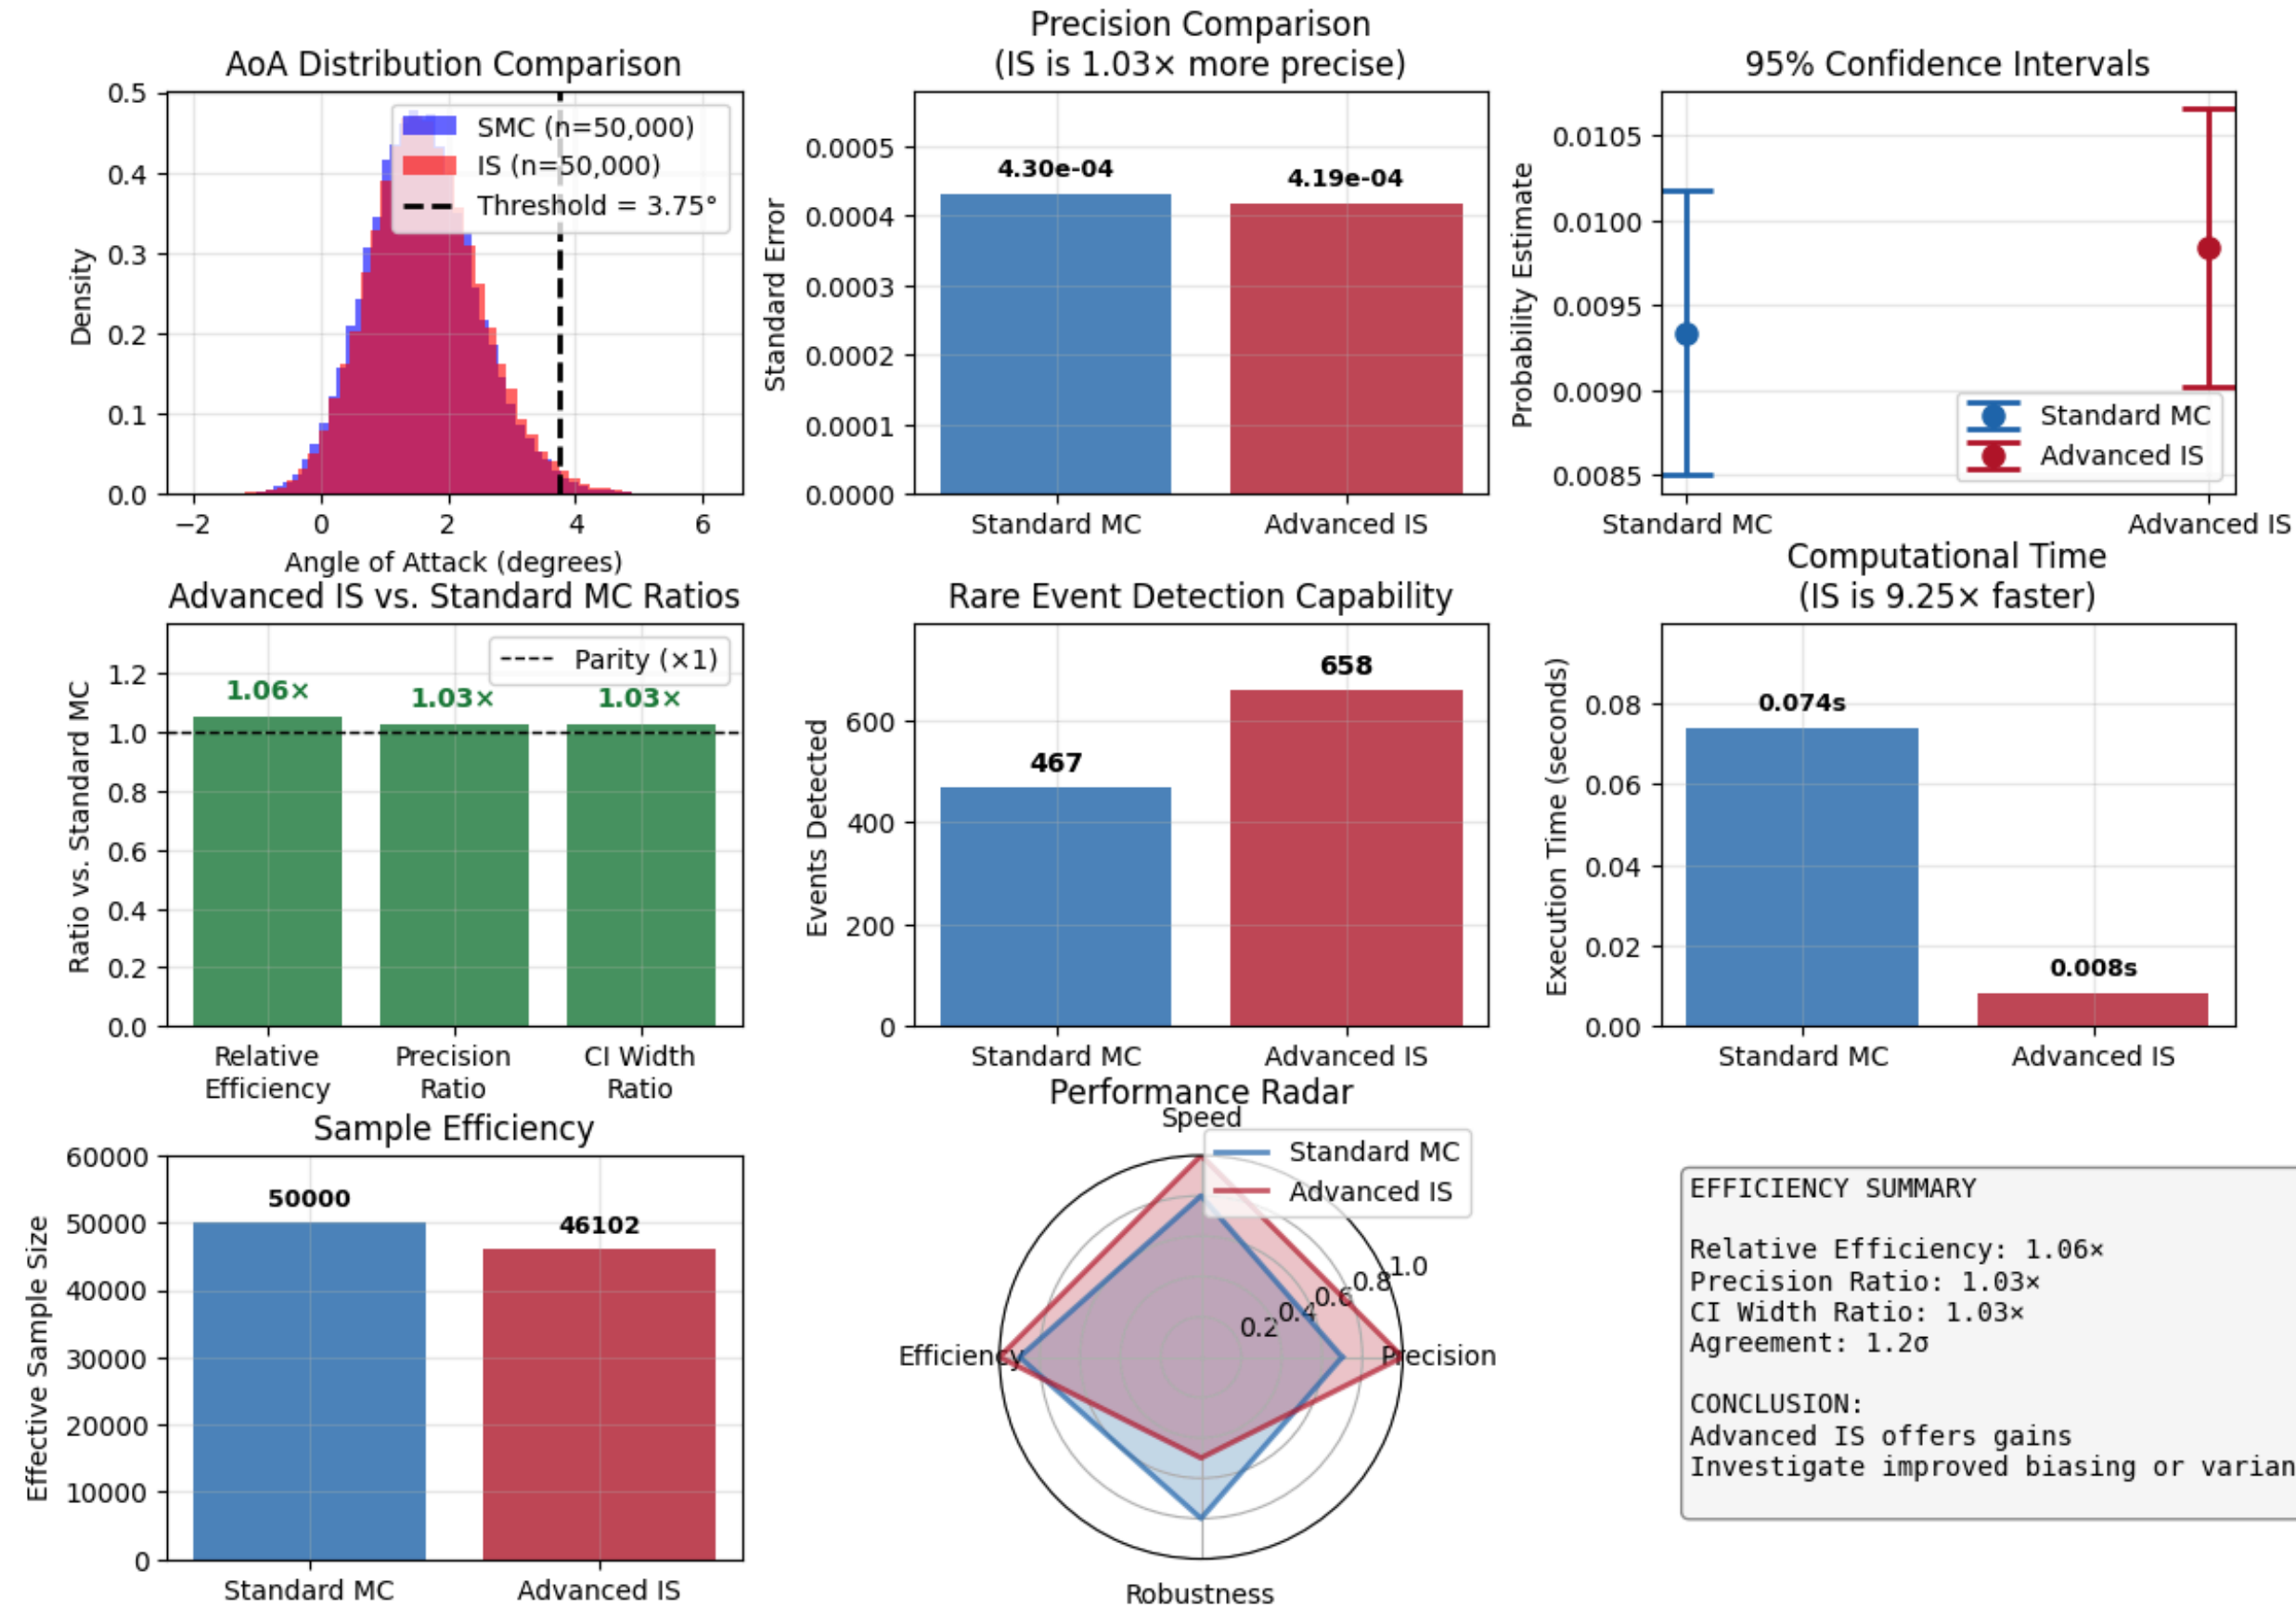 AoA Distribution Comparison
0.5
0.4
0.3
0.2
0.1
0.0
Density
SMC (n=50,000)
IS (n=50,000)
Threshold = 3.75°
−2
0
2
4
6
Angle of Attack (degrees)
Precision Comparison
(IS is 1.03× more precise)
0.0005
0.0004
0.0003
0.0002
0.0001
0.0000
Standard Error
4.30e-04
4.19e-04
Standard MC
Advanced IS
95% Confidence Intervals
0.0105
0.0100
0.0095
0.0090
0.0085
Probability Estimate
Standard MC
Advanced IS
Standard MC
Advanced IS
Advanced IS vs. Standard MC Ratios
1.2
1.0
0.8
0.6
0.4
0.2
0.0
Ratio vs. Standard MC
Parity (×1)
1.06×
1.03×
1.03×
Relative
Efficiency
Precision
Ratio
CI Width
Ratio
Rare Event Detection Capability
600
400
200
0
Events Detected
467
658
Standard MC
Advanced IS
Computational Time
(IS is 9.25× faster)
0.08
0.06
0.04
0.02
0.00
Execution Time (seconds)
0.074s
0.008s
Standard MC
Advanced IS
Sample Efficiency
60000
50000
40000
30000
20000
10000
0
Effective Sample Size
50000
46102
Standard MC
Advanced IS
Performance Radar
Speed
Standard MC
Advanced IS
1.0
0.8
0.6
0.4
0.2
Efficiency
Precision
Robustness
EFFICIENCY SUMMARY
Relative Efficiency: 1.06×
Precision Ratio: 1.03×
CI Width Ratio: 1.03×
Agreement: 1.2σ
CONCLUSION:
Advanced IS offers gains
Investigate improved biasing or varian